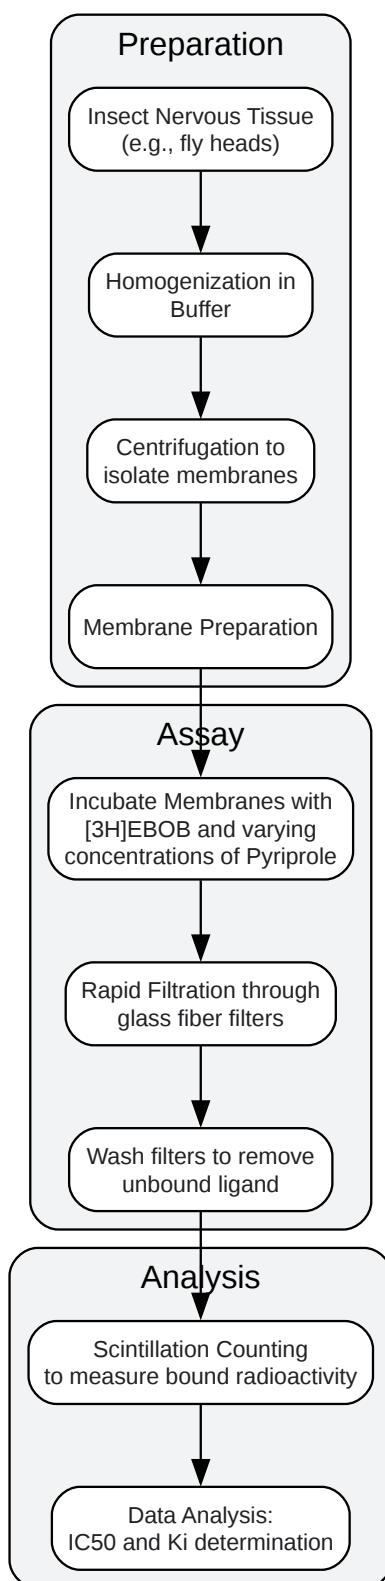 Preparation
Insect Nervous Tissue
(e.g., fly heads)
Homogenization in
Buffer
Centrifugation to
isolate membranes
Membrane Preparation
Assay
Incubate Membranes with
[3H]EBOB and varying
concentrations of Pyriprole
Rapid Filtration through
glass fiber filters
Wash filters to remove
unbound ligand
Analysis
Scintillation Counting
to measure bound radioactivity
Data Analysis:
IC50 and Ki determination